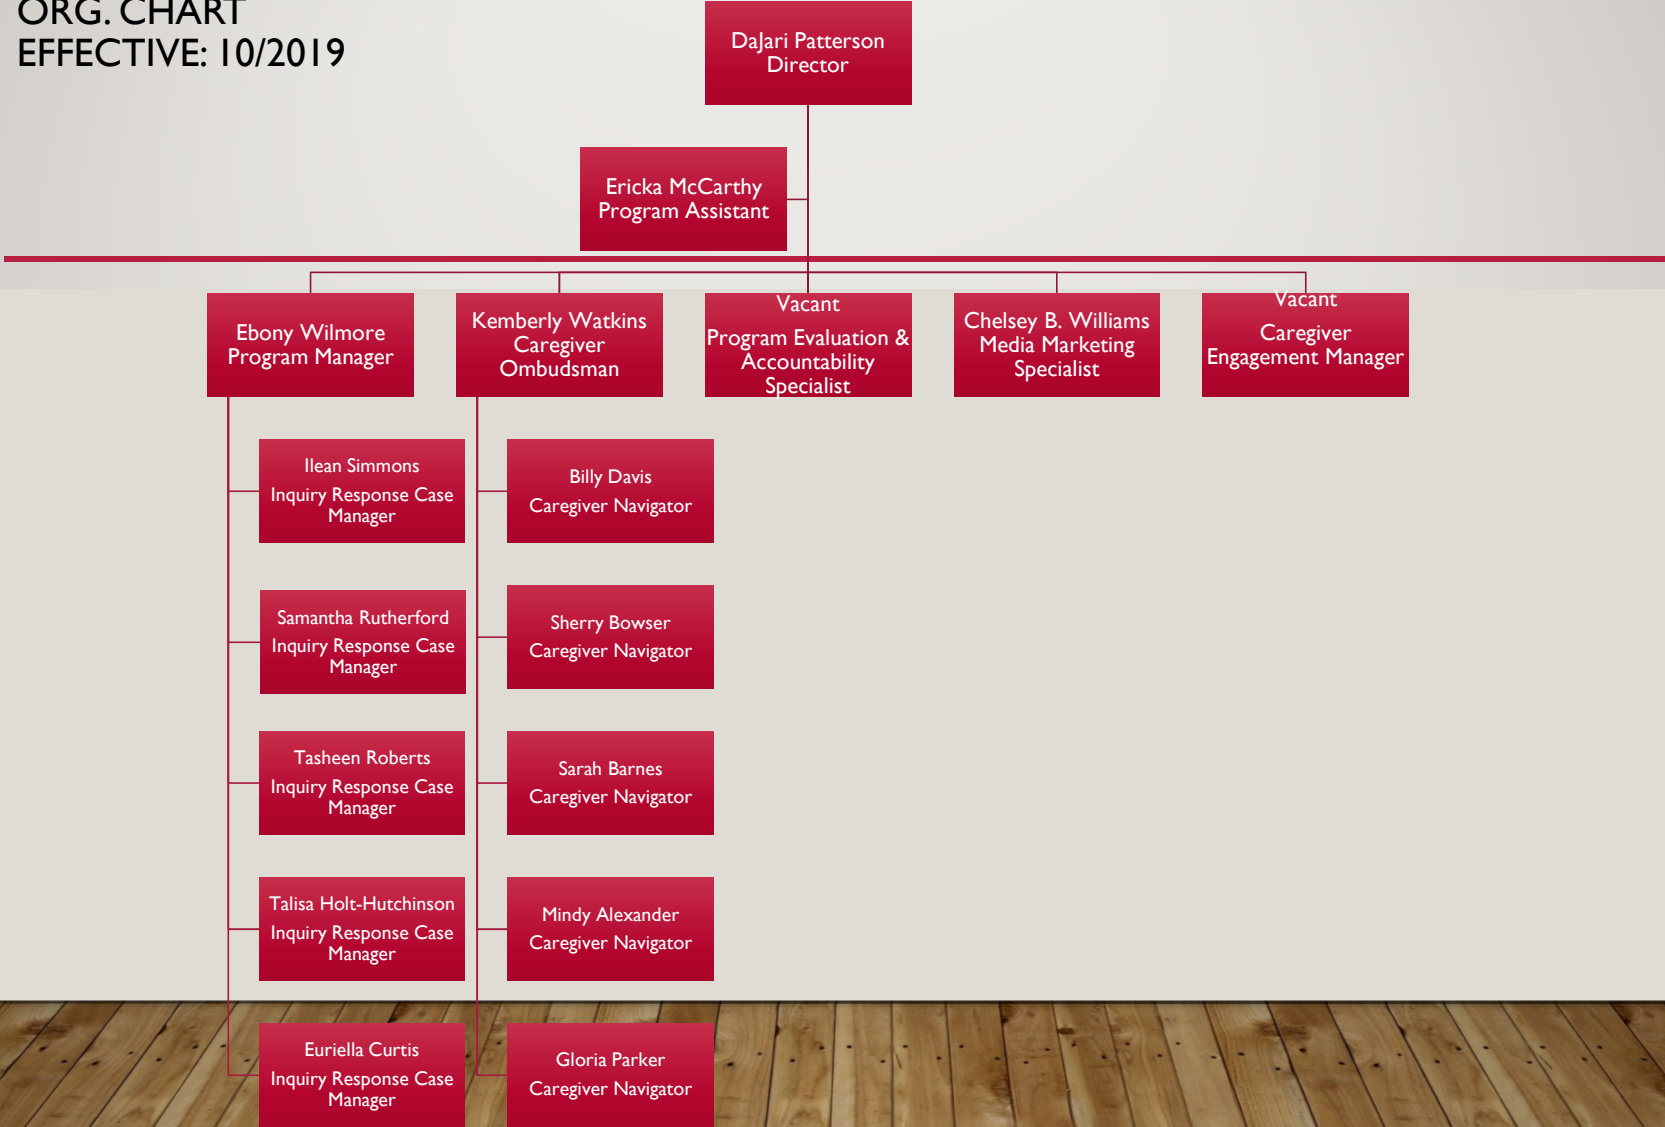 ORG. CHART
EFFECTIVE: 10/2019
DaJari Patterson
Director
Ericka McCarthy
Program Assistant
Ebony Wilmore
Program Manager
Kemberly Watkins
Caregiver
Ombudsman
Vacant
Program Evaluation &
Accountability
Specialist
Chelsey B. Williams
Media Marketing
Specialist
Vacant
Caregiver
Engagement Manager
Ilean Simmons
Inquiry Response Case
Manager
Samantha Rutherford
Inquiry Response Case
Manager
Tasheen Roberts
Inquiry Response Case
Manager
Talisa Holt-Hutchinson
Inquiry Response Case
Manager
Euriella Curtis
Inquiry Response Case
Manager
Billy Davis
Caregiver Navigator
Sherry Bowser
Caregiver Navigator
Sarah Barnes
Caregiver Navigator
Mindy Alexander
Caregiver Navigator
Gloria Parker
Caregiver Navigator